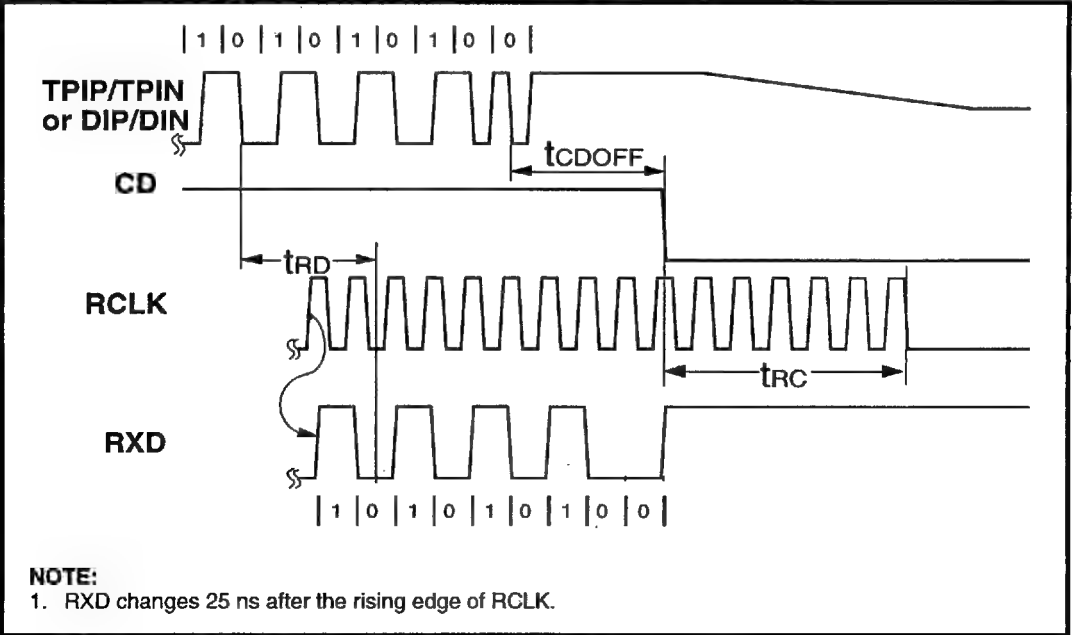 | 1 | 0 | 1 | 0 | 1 | 0 | 1 | 0 | 0 |
TPIP/TPIN
or DIP/DIN
tCDOFF
CD
tRD
RCLK
tRC
RXD
| 1 | 0 | 1 | 0 | 1 | 0 | 1 | 0 | 0 |
NOTE:
1. RXD changes 25 ns after the rising edge of RCLK.